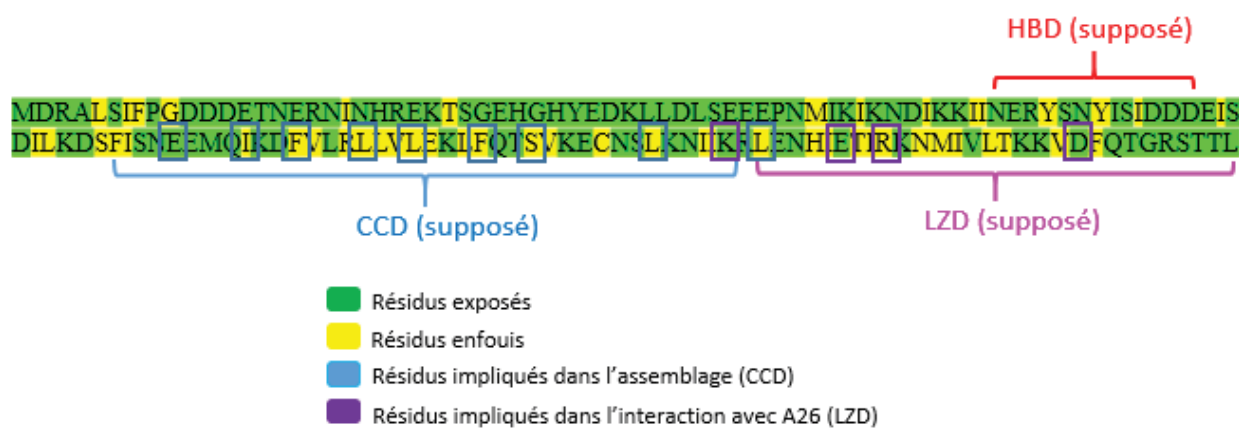 HBD (supposé)
MDRALSIFPGDDDETNERNINHREKTSGEHGHYEDKLLDLSEEEPNMIKIKNDIKKIINERYSNYISIDDDEIS
DILKDSFISNEEMQIKDFVLRLLVLEKLFQTSVKECNSLKNIIKRLENHIETIRKNMIVLTKKVDFQTGRSTTL
CCD (supposé)
LZD (supposé)
Résidus exposés
Résidus enfouis
Résidus impliqués dans l'assemblage (CCD)
Résidus impliqués dans l'interaction avec A26 (LZD)